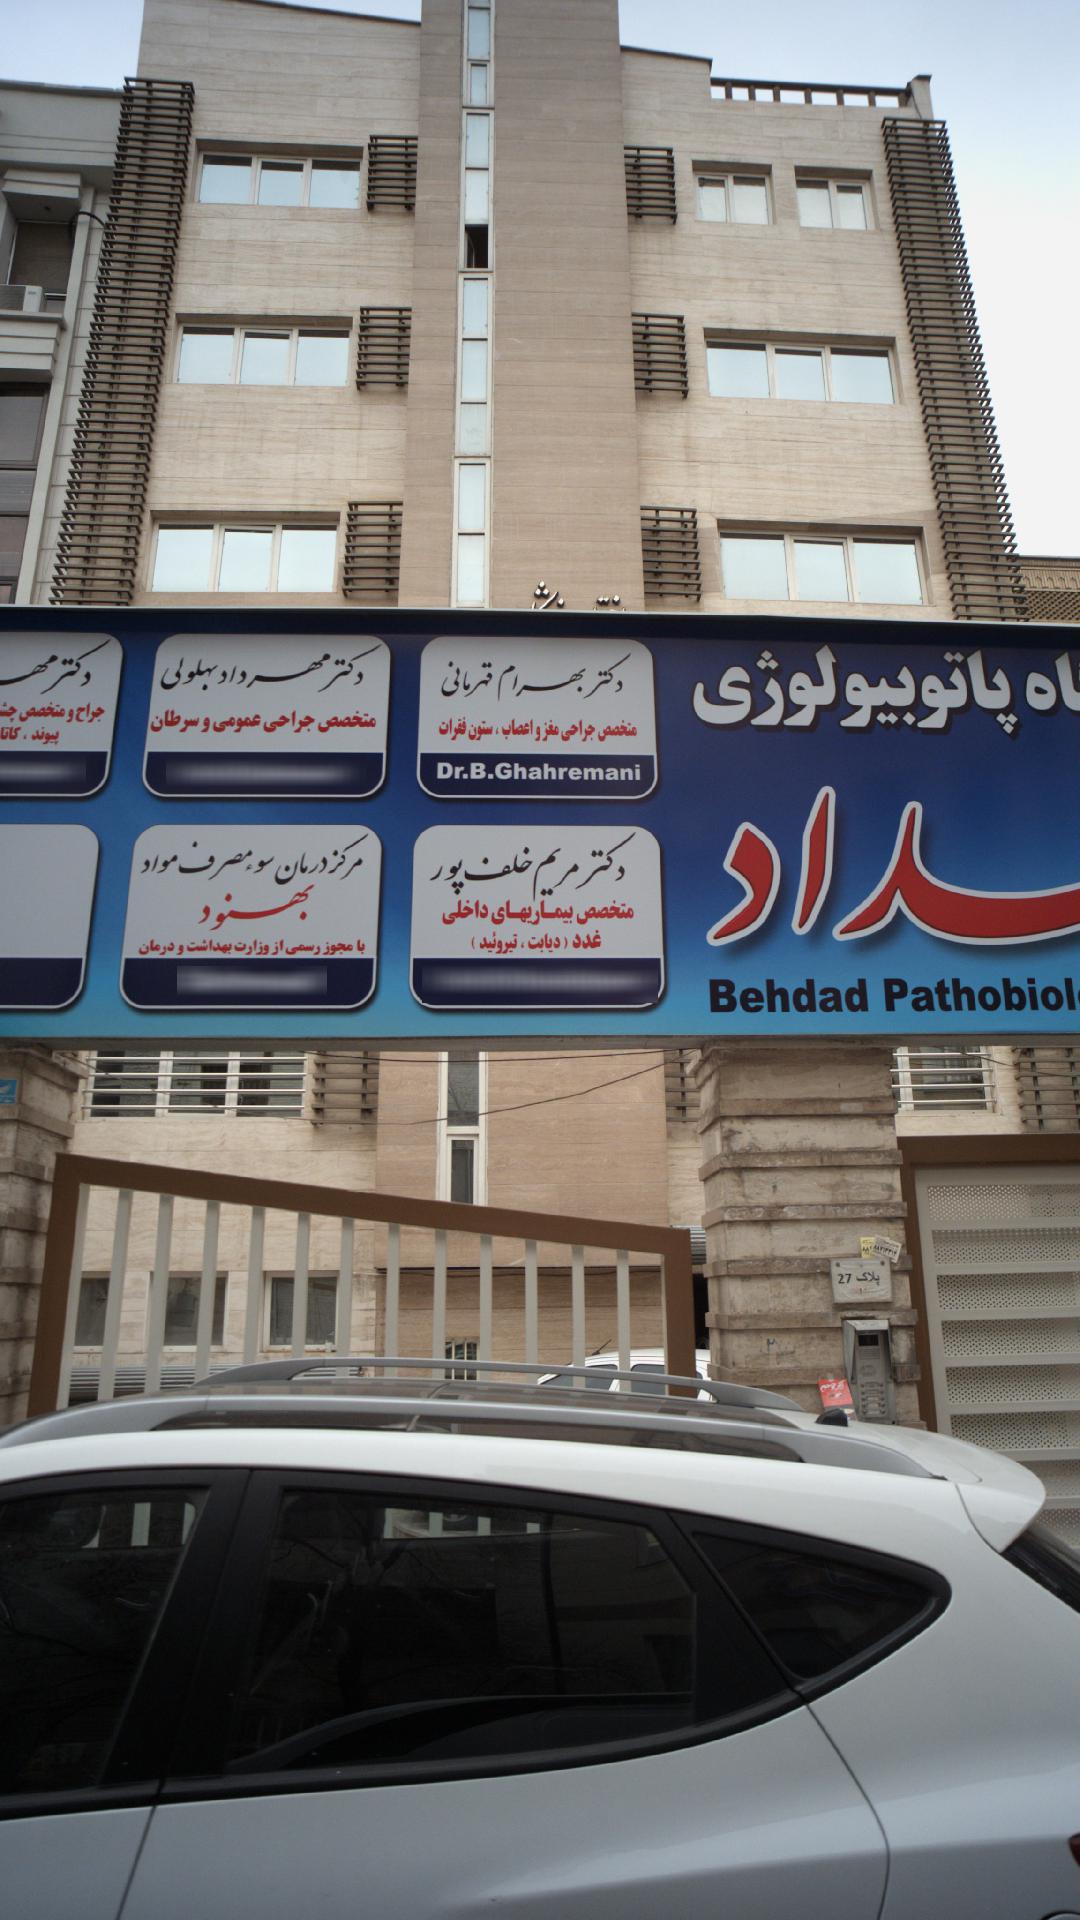 آزمایشگاه پاتوبیولوژی
Behdad
دکتر بهرام قهرمانی
متخصص جراحی مغز و اعصاب ، ستون فقرات
Dr.B.Ghahremani
دکتر مهرداد بهلولی
متخصص جراحی عمومی و سرطان
دکتر
جراح و متخصص
پیوند ،
دکتر مریم خلف پور
متخصص بیماریهای داخلی
غدد ( دیابت ، تیروئید )
مرکز درمان سوء مصرف مواد
بهنود
با مجوز رسمی از وزارت بهداشت و درمان
پلاک 27